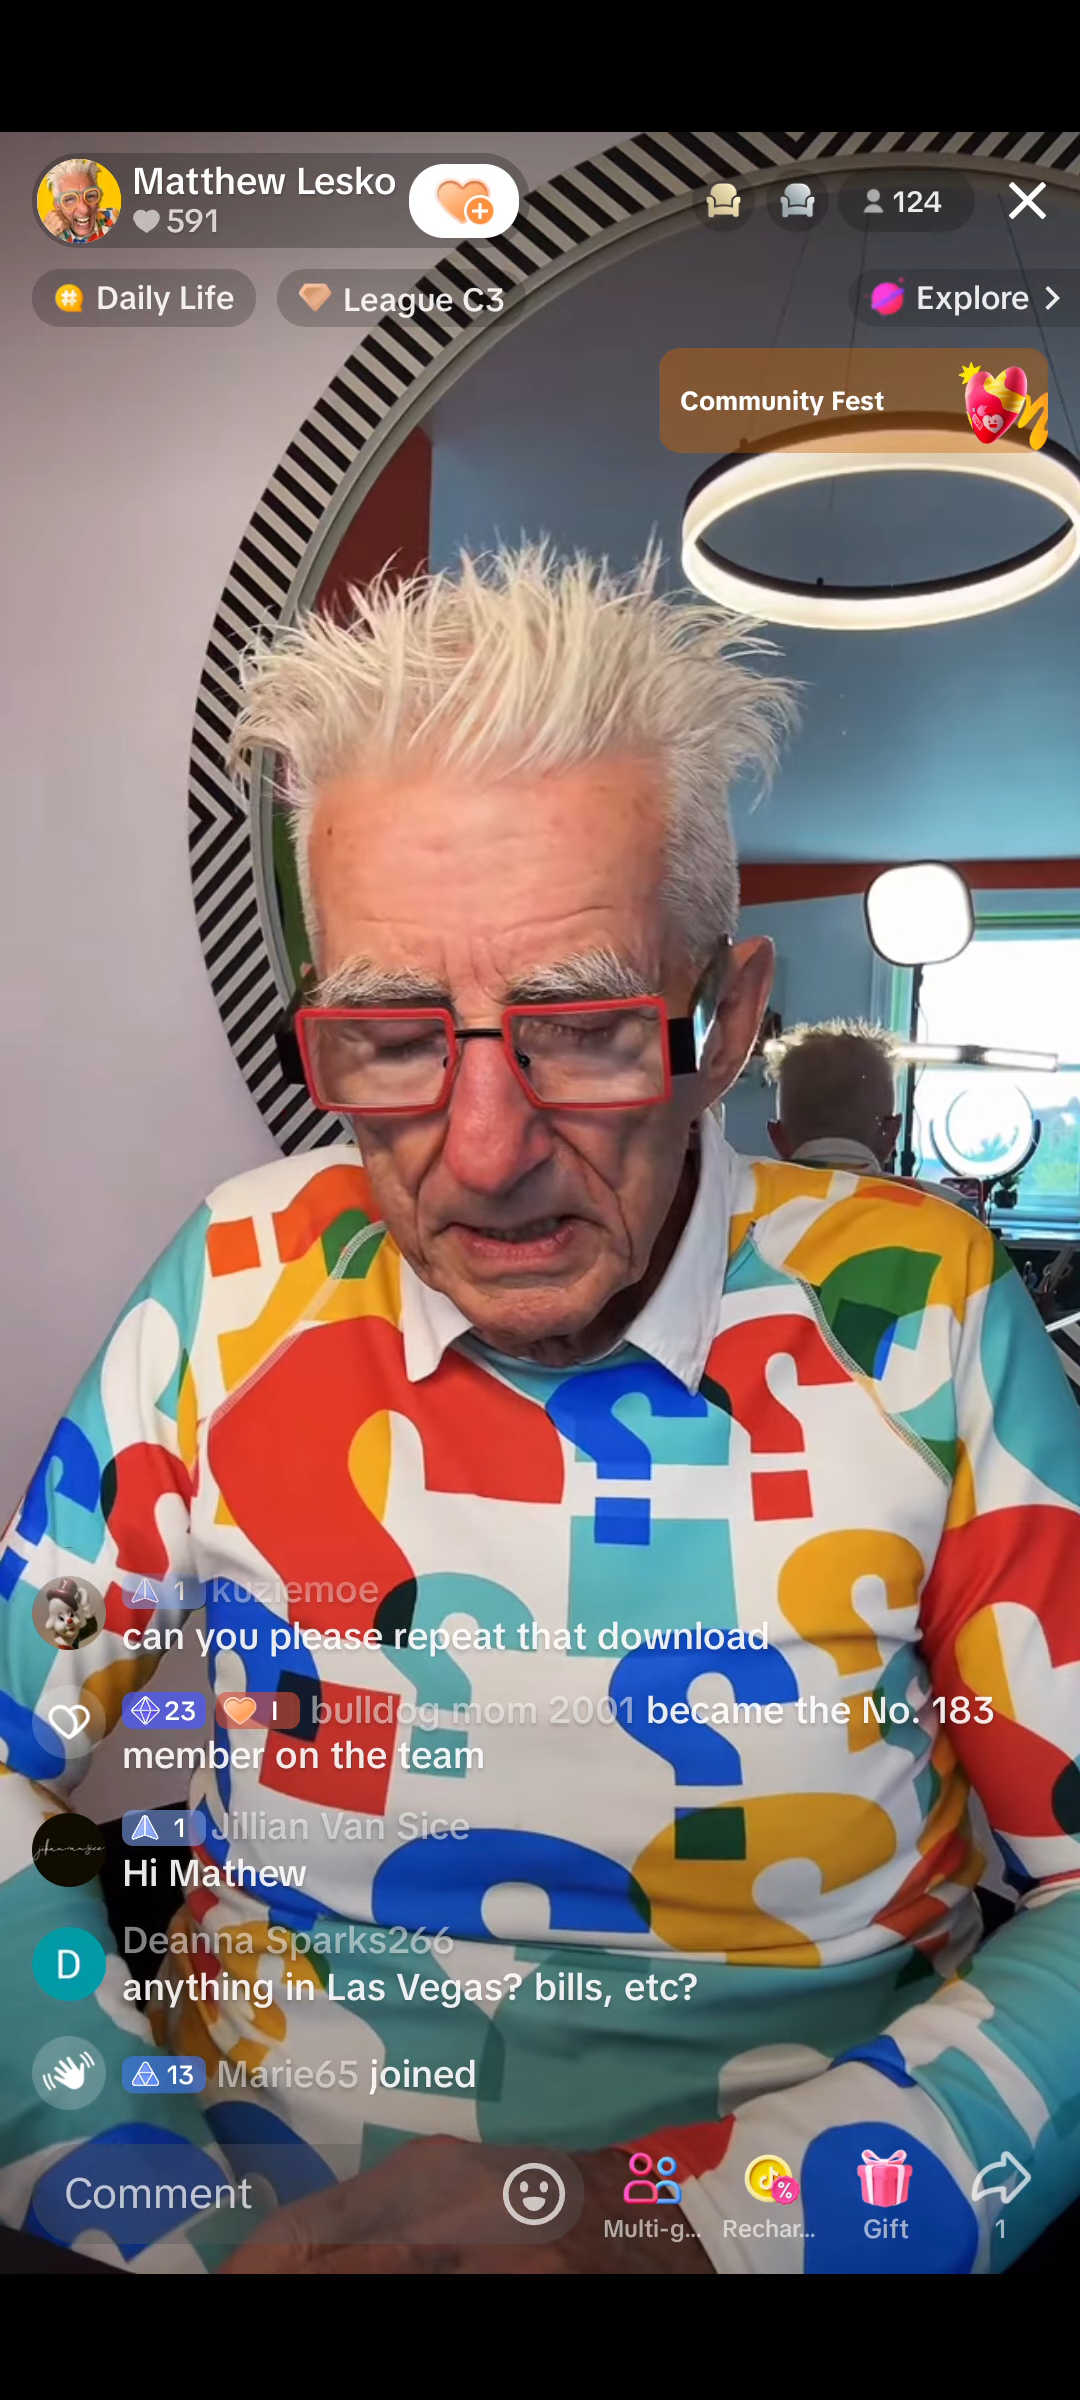 Matthew Lesko
591
124
Daily Life
League C3
Explore
Community Fest
1 kuziemoe
can you please repeat that download
23 I bulldog mom 2001 became the No. 183
member on the team
1 Jillian Van Sice
Hi Mathew
D
Deanna Sparks266
anything in Las Vegas? bills, etc?
13 Marie65 joined
Comment
Multi-g...
Rechar...
Gift
1